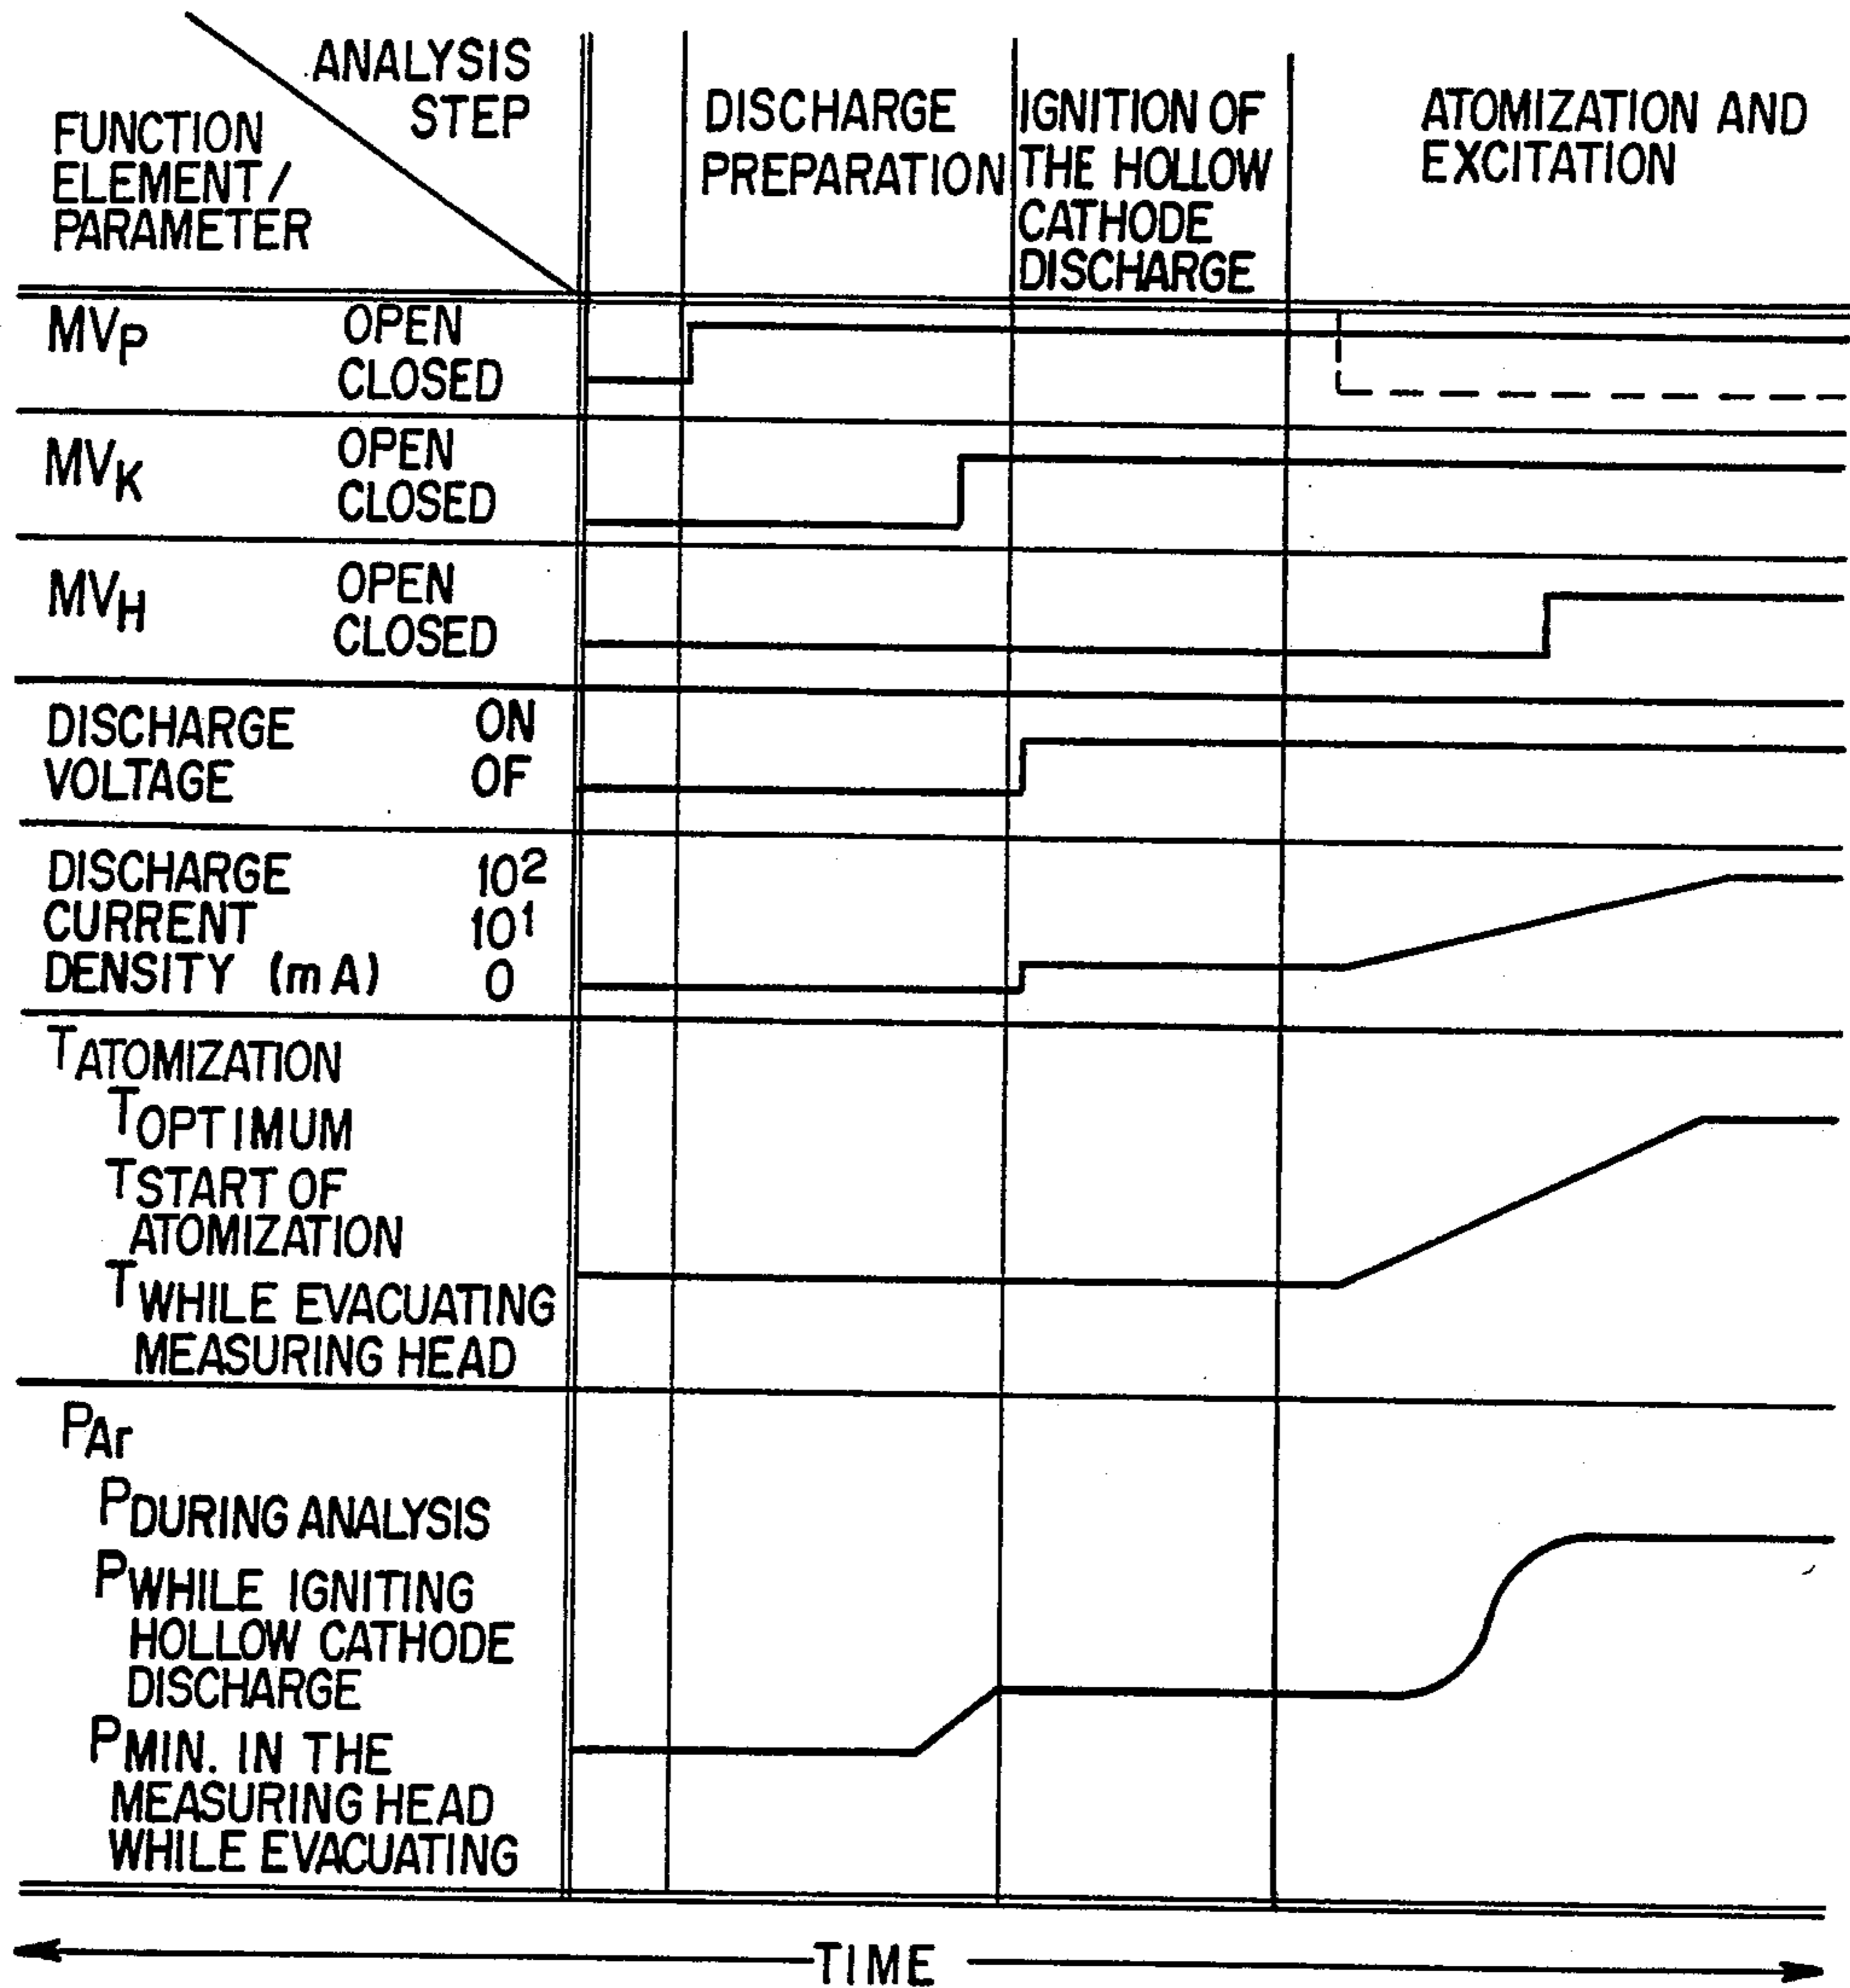 ANALYSIS
STEP
FUNCTION
ELEMENT/
PARAMETER
DISCHARGE
PREPARATION
IGNITION OF
THE HOLLOW
CATHODE
DISCHARGE
ATOMIZATION AND
EXCITATION
MVP OPEN
CLOSED
MVK OPEN
CLOSED
MVH OPEN
CLOSED
DISCHARGE ON
VOLTAGE OF
DISCHARGE 10²
CURRENT 10¹
DENSITY (mA) 0
TATOMIZATION
TOPTIMUM
TSTART OF
ATOMIZATION
TWHILE EVACUATING
MEASURING HEAD
PAr
PDURING ANALYSIS
PWHILE IGNITING
HOLLOW CATHODE
DISCHARGE
PMIN. IN THE
MEASURING HEAD
WHILE EVACUATING
TIME